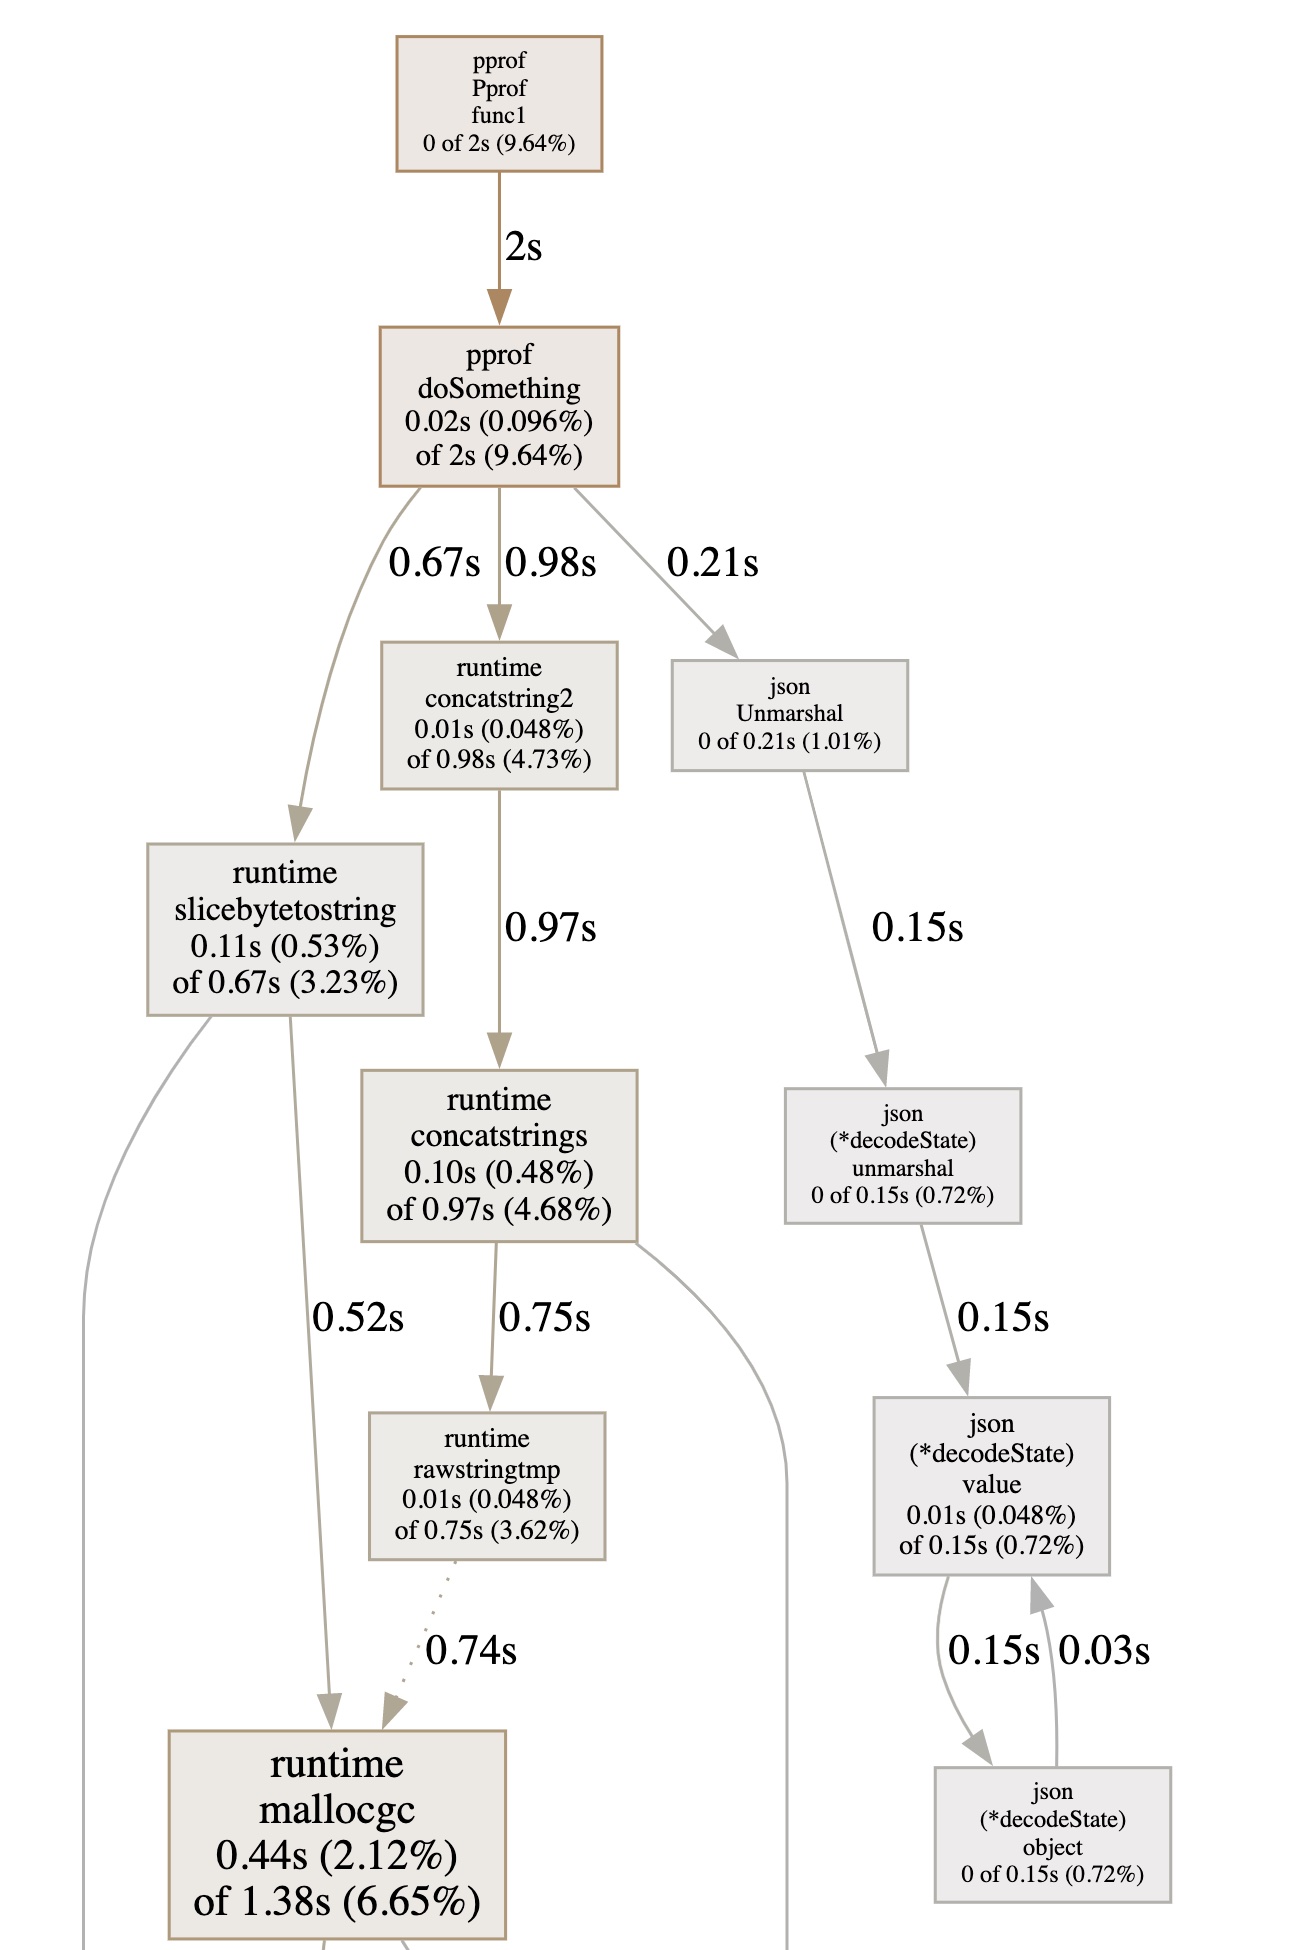 pprof
Pprof
func1
0 of 2s (9.64%)
2s
pprof
doSomething
0.02s (0.096%)
of 2s (9.64%)
0.67s
0.98s
0.21s
runtime
concatstring2
0.01s (0.048%)
of 0.98s (4.73%)
json
Unmarshal
0 of 0.21s (1.01%)
runtime
slicebytetostring
0.11s (0.53%)
of 0.67s (3.23%)
0.97s
0.15s
runtime
concatstrings
0.10s (0.48%)
of 0.97s (4.68%)
json
(*decodeState)
unmarshal
0 of 0.15s (0.72%)
0.52s
0.75s
0.15s
runtime
rawstringtmp
0.01s (0.048%)
of 0.75s (3.62%)
json
(*decodeState)
value
0.01s (0.048%)
of 0.15s (0.72%)
0.74s
0.15s
0.03s
runtime
mallocgc
0.44s (2.12%)
of 1.38s (6.65%)
json
(*decodeState)
object
0 of 0.15s (0.72%)